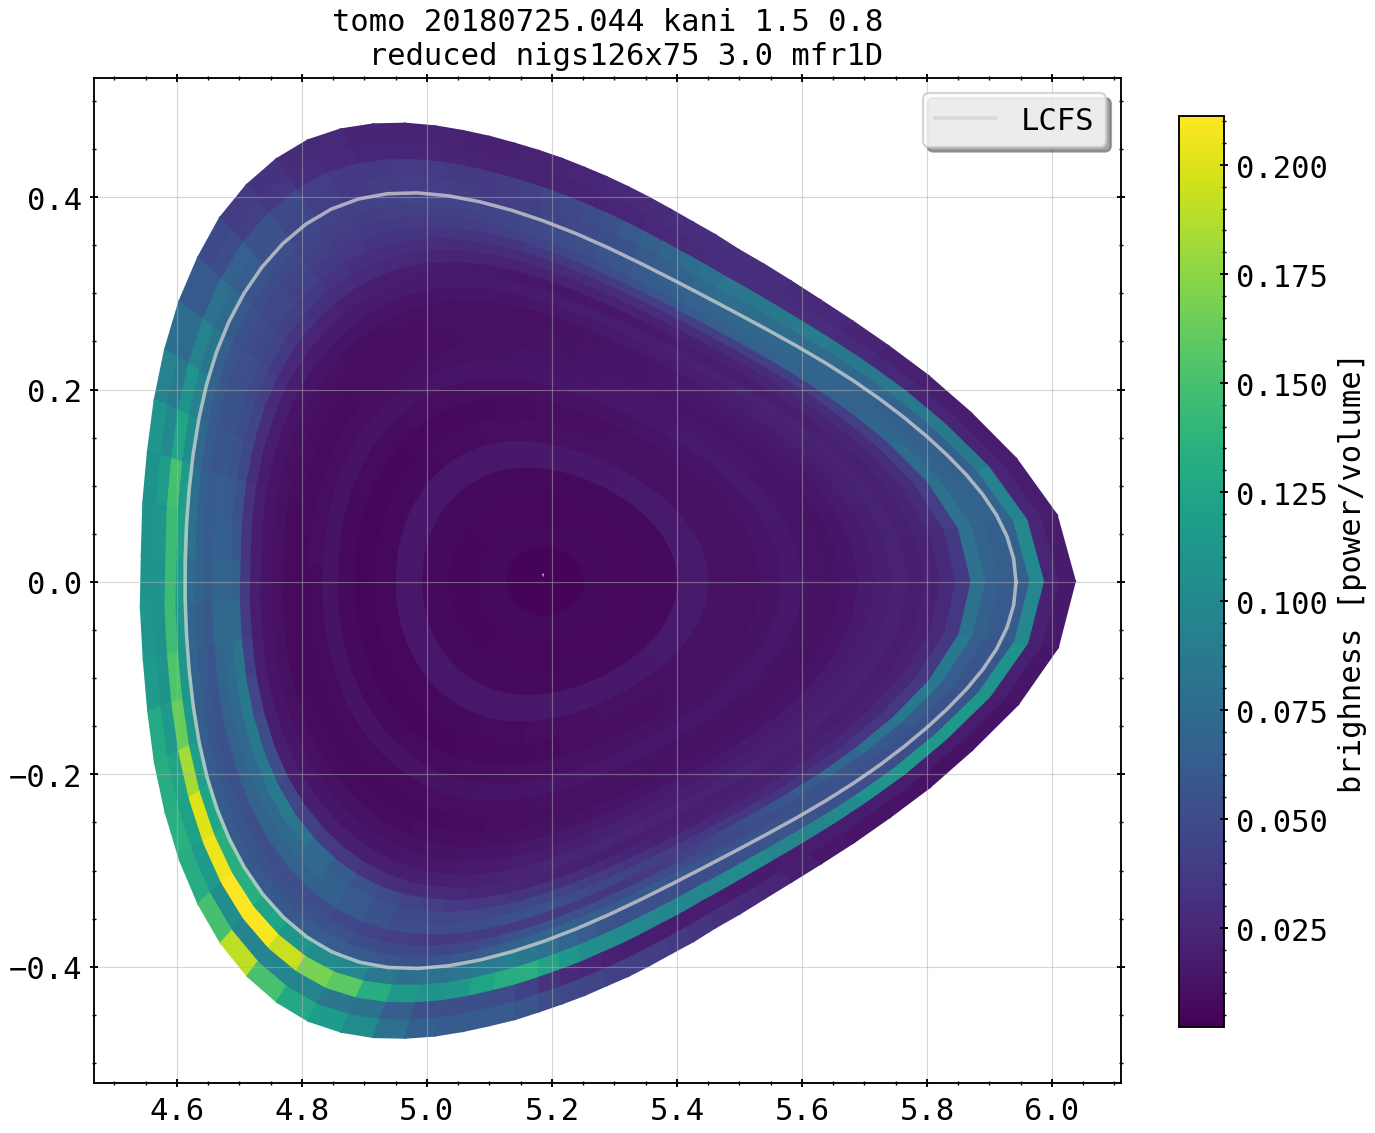 tomo 20180725.044 kani 1.5 0.8
reduced nigs126x75 3.0 mfr1D
LCFS
0.4
0.2
0.0
−0.2
−0.4
4.6 4.8 5.0 5.2 5.4 5.6 5.8 6.0
0.200
0.175
0.150
0.125
0.100
0.075
0.050
0.025
brighness [power/volume]